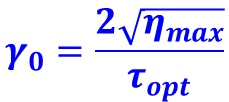 γ₀ = 2√η_max / τ_opt